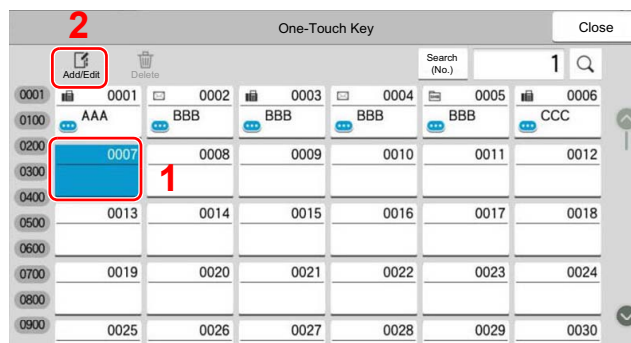 2
One-Touch Key
Close
Add/Edit
Delete
Search
(No.)
1
0001
0100
0200
0300
0400
0500
0600
0700
0800
0900
0001 0002 0003 0004 0005 0006
AAA BBB BBB BBB BBB CCC
0007 0008 0009 0010 0011 0012
1
0013 0014 0015 0016 0017 0018
0019 0020 0021 0022 0023 0024
0025 0026 0027 0028 0029 0030